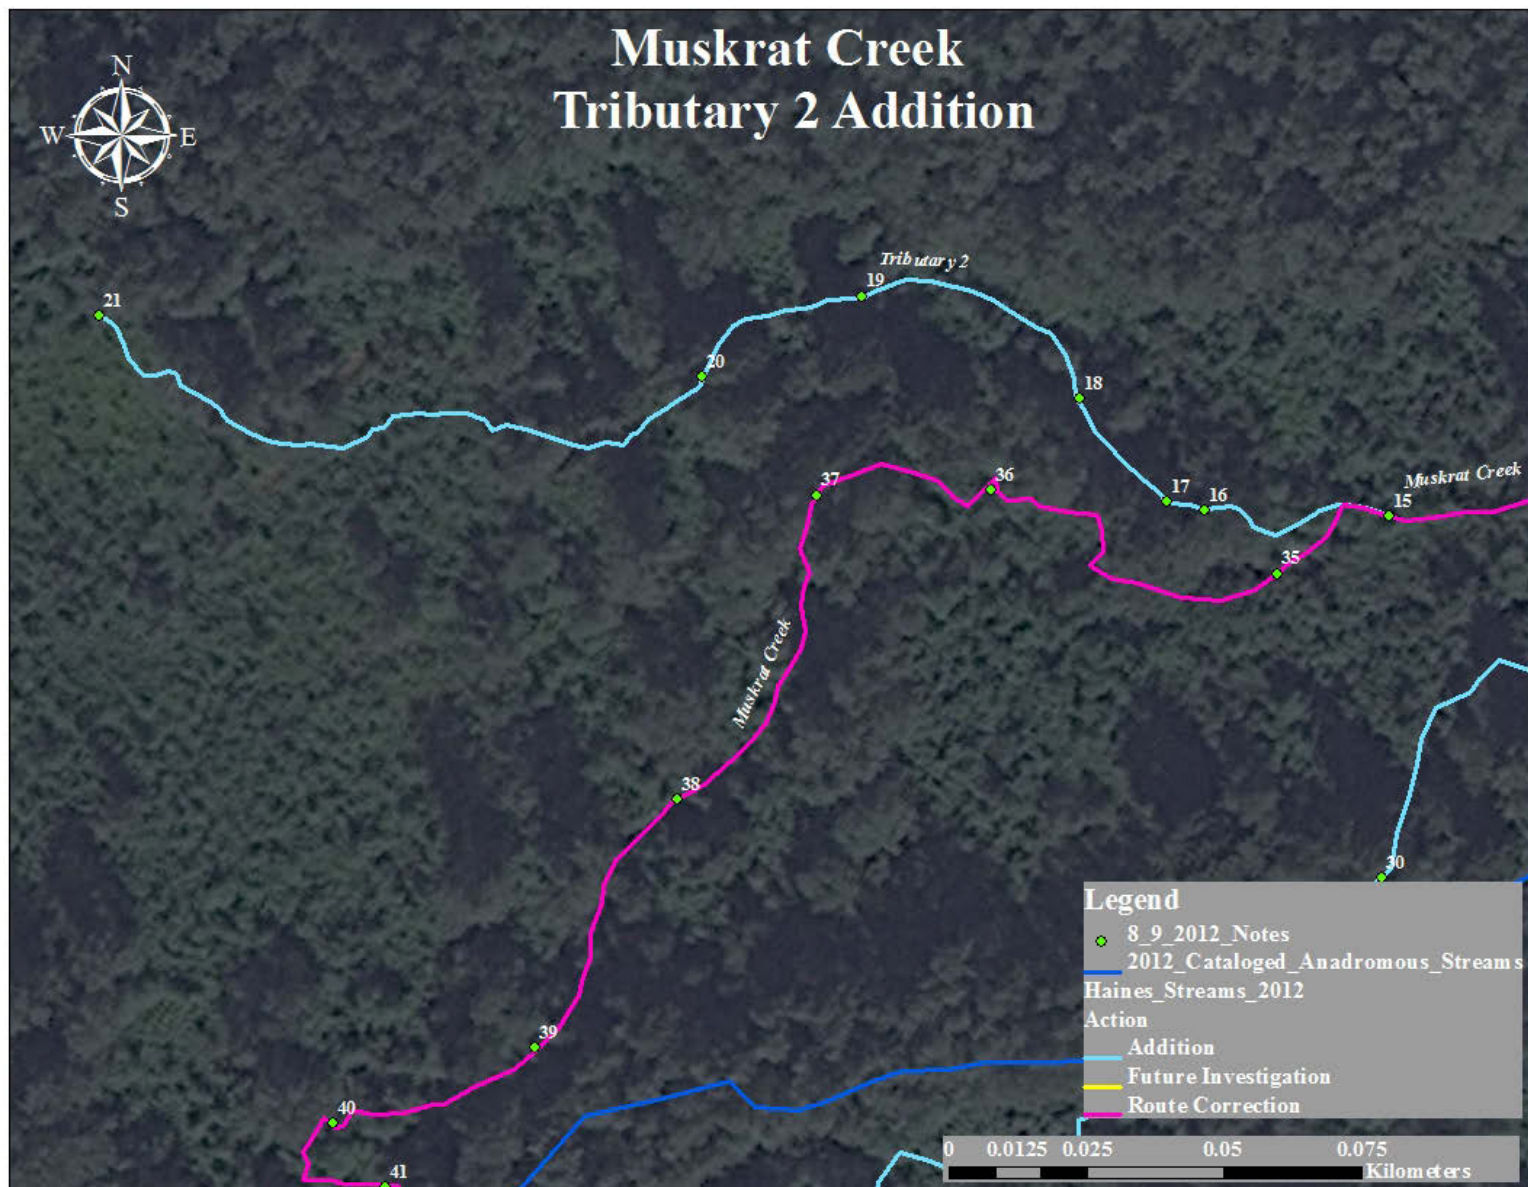 Muskrat Creek
Tributary 2 Addition
N
W E
S
Tributary 2
19
21
20
18
37
36
17
16
Muskrat Creek
15
35
Muskrat Creek
38
30
39
40
41
Legend
8_9_2012_Notes
2012_Cataloged_Anadromous_Streams
Haines_Streams_2012
Action
Addition
Future Investigation
Route Correction
0 0.0125 0.025 0.05 0.075
Kilometers